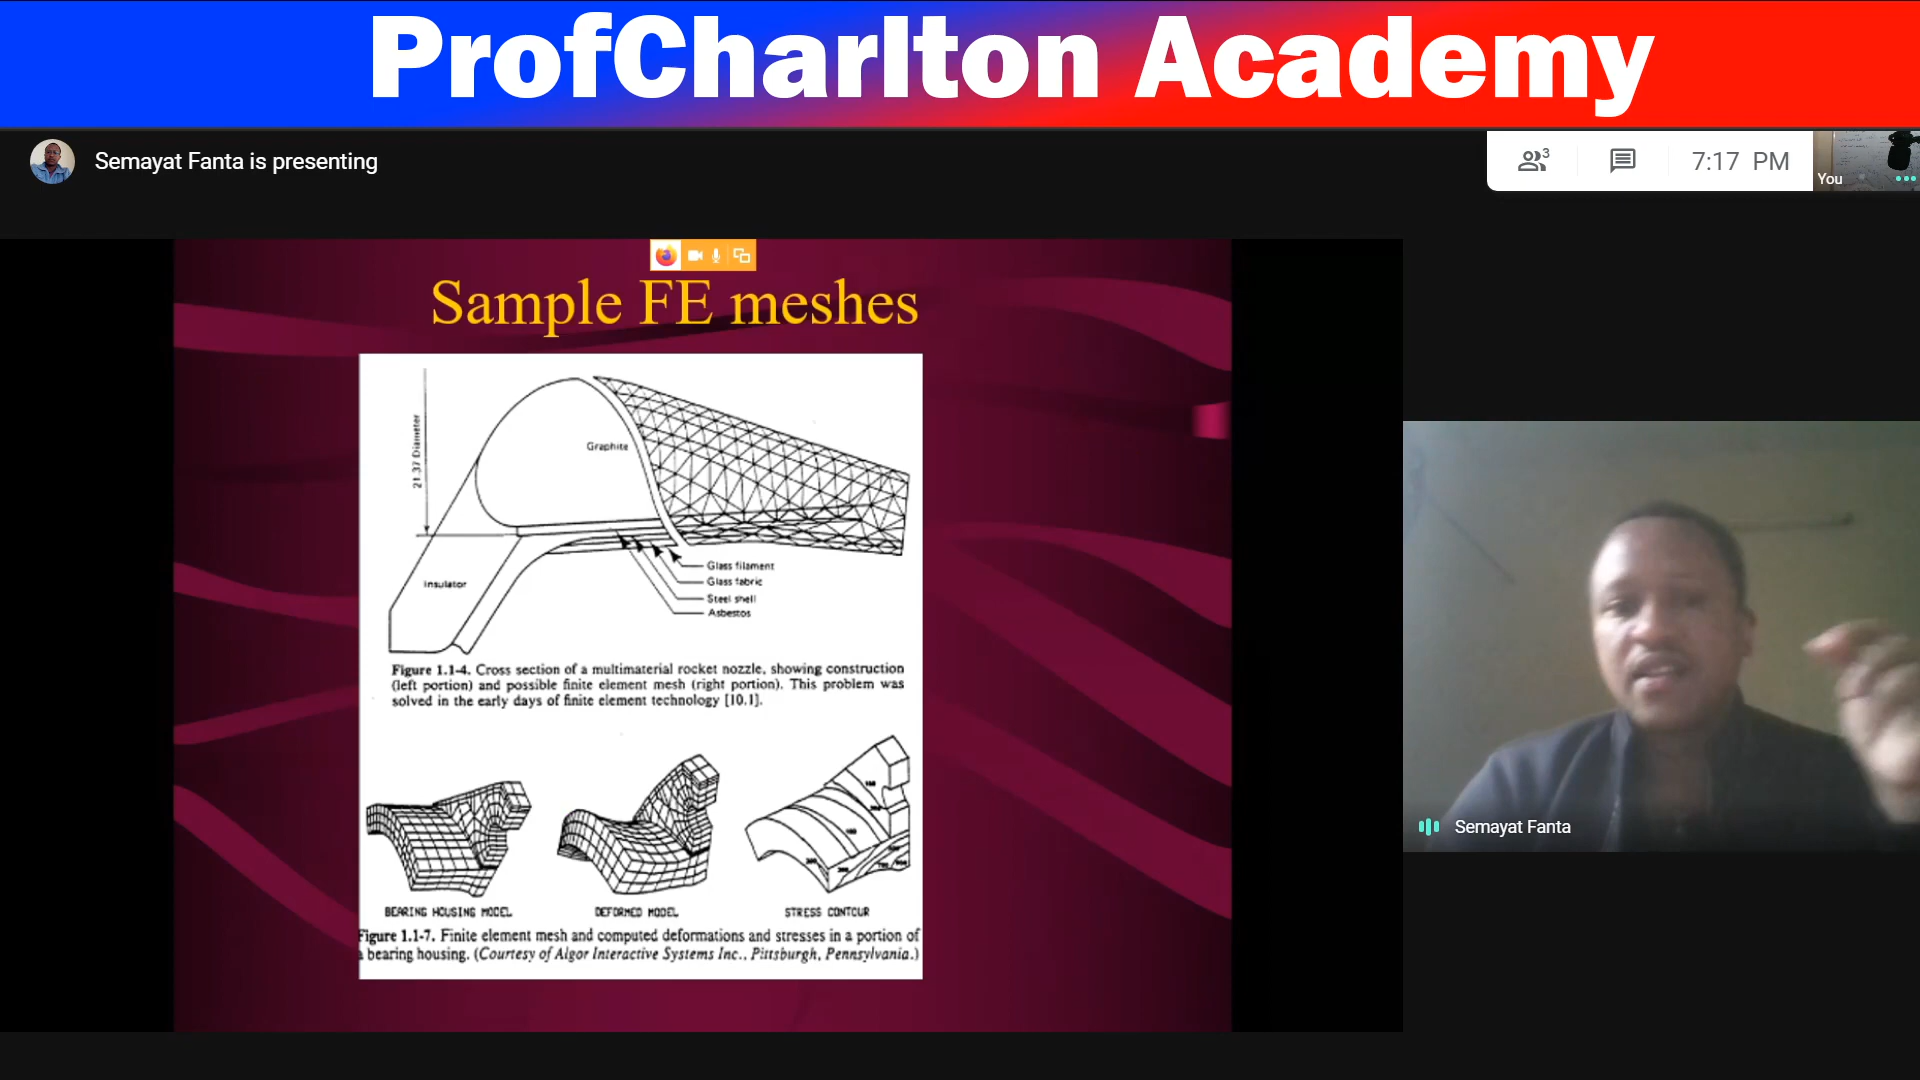 ProfCharlton Academy
Semayat Fanta is presenting
3
7:17 PM
You
Sample FE meshes
21.37 Diameter
Graphite
Insulator
Glass filament
Glass fabric
Steel shell
Asbestos
Figure 1.1-4. Cross section of a multimaterial rocket nozzle, showing construction
(left portion) and possible finite element mesh (right portion). This problem was
solved in the early days of finite element technology [10.1].
BEARING HOUSING MODEL
DEFORMED MODEL
STRESS CONTOUR
Figure 1.1-7. Finite element mesh and computed deformations and stresses in a portion of
a bearing housing. (Courtesy of Algor Interactive Systems Inc., Pittsburgh, Pennsylvania.)
Semayat Fanta